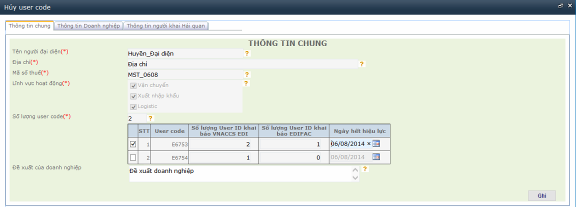 Hủy user code
Thông tin chung
Thông tin Doanh nghiệp
Thông tin người khai Hải quan
THÔNG TIN CHUNG
Tên người đại diện(*) Huyền_Đại diện ?
Địa chỉ(*) Địa chỉ ?
Mã số thuế(*) MST_0608 ?
Lĩnh vực hoạt động(*) Vận chuyển ?
Xuất nhập khẩu
Logistic
Số lượng user code(*) 2 ?
STT User code Số lượng User ID khai báo VNACCS EDI Số lượng User ID khai báo EDIFAC Ngày hết hiệu lực
1 E6753 2 1 06/08/2014 ×
2 E6754 1 0 06/08/2014
Đề xuất của doanh nghiệp Đề xuất doanh nghiệp ?
Ghi